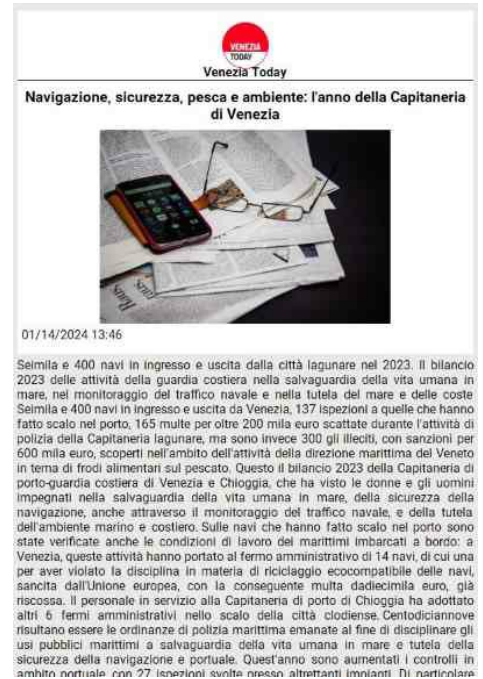 VENEZIA
TODAY
Venezia Today
Navigazione, sicurezza, pesca e ambiente: l'anno della Capitaneria
di Venezia
01/14/2024 13:46
Seimila e 400 navi in ingresso e uscita dalla città lagunare nel 2023. Il bilancio
2023 delle attività della guardia costiera nella salvaguardia della vita umana in
mare, nel monitoraggio del traffico navale e nella tutela del mare e delle coste
Seimila e 400 navi in ingresso e uscita da Venezia, 137 ispezioni a quelle che hanno
fatto scalo nel porto, 165 multe per oltre 200 mila euro scattate durante l'attività di
polizia della Capitaneria lagunare, ma sono invece 300 gli illeciti, con sanzioni per
600 mila euro, scoperti nell'ambito dell'attività della direzione marittima del Veneto
in tema di frodi alimentari sul pescato. Questo il bilancio 2023 della Capitaneria di
porto-guardia costiera di Venezia e Chioggia, che ha visto le donne e gli uomini
impegnati nella salvaguardia della vita umana in mare, della sicurezza della
navigazione, anche attraverso il monitoraggio del traffico navale, e della tutela
dell'ambiente marino e costiero. Sulle navi che hanno fatto scalo nel porto sono
state verificate anche le condizioni di lavoro dei marittimi imbarcati a bordo: a
Venezia, queste attività hanno portato al fermo amministrativo di 14 navi, di cui una
per aver violato la disciplina in materia di riciclaggio ecocompatibile delle navi,
sancita dall'Unione europea, con la conseguente multa dadiecimila euro, già
riscossa. Il personale in servizio alla Capitaneria di porto di Chioggia ha adottato
altri 6 fermi amministrativi nello scalo della città clodiense. Centodiciannove
risultano essere le ordinanze di polizia marittima emanate al fine di disciplinare gli
usi pubblici marittimi a salvaguardia della vita umana in mare e tutela della
sicurezza della navigazione e portuale. Quest'anno sono aumentati i controlli in
ambito portuale, con 27 ispezioni svolte presso altrettanti impianti. Di particolare